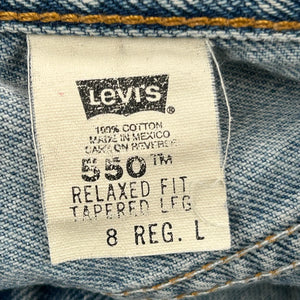 Levi's
100% COTTON
MADE IN MEXICO
CARE ON REVERSE
550™
RELAXED FIT
TAPERED LEG
8 REG. L